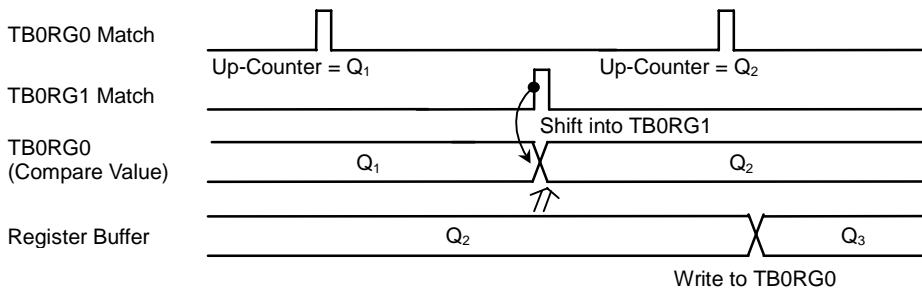 TB0RG0 Match
Up-Counter = Q₁
Up-Counter = Q₂
TB0RG1 Match
Shift into TB0RG1
TB0RG0
(Compare Value)
Q₁
Q₂
Register Buffer
Q₂
Q₃
Write to TB0RG0